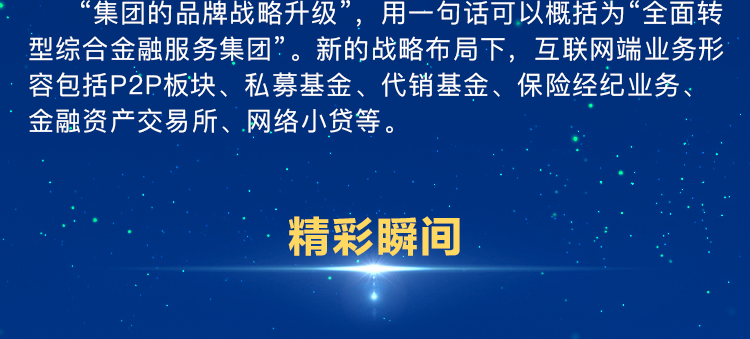 “集团的品牌战略升级”，用一句话可以概括为“全面转
型综合金融服务集团”。新的战略布局下，互联网端业务形
容包括P2P板块、私募基金、代销基金、保险经纪业务、
金融资产交易所、网络小贷等。
精彩瞬间